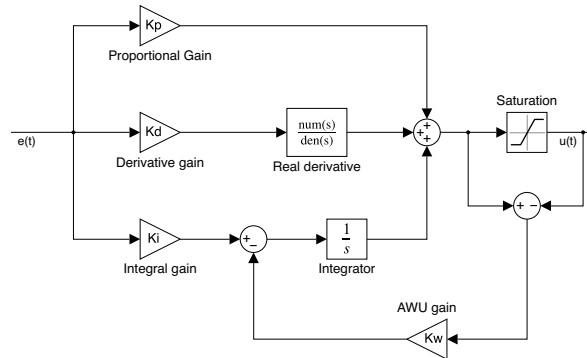 Kp
Proportional Gain
e(t)
Kd
Derivative gain
num(s)
den(s)
Real derivative
+
+
+
Saturation
u(t)
Ki
Integral gain
+
−
1
s
Integrator
+ −
AWU gain
Kw